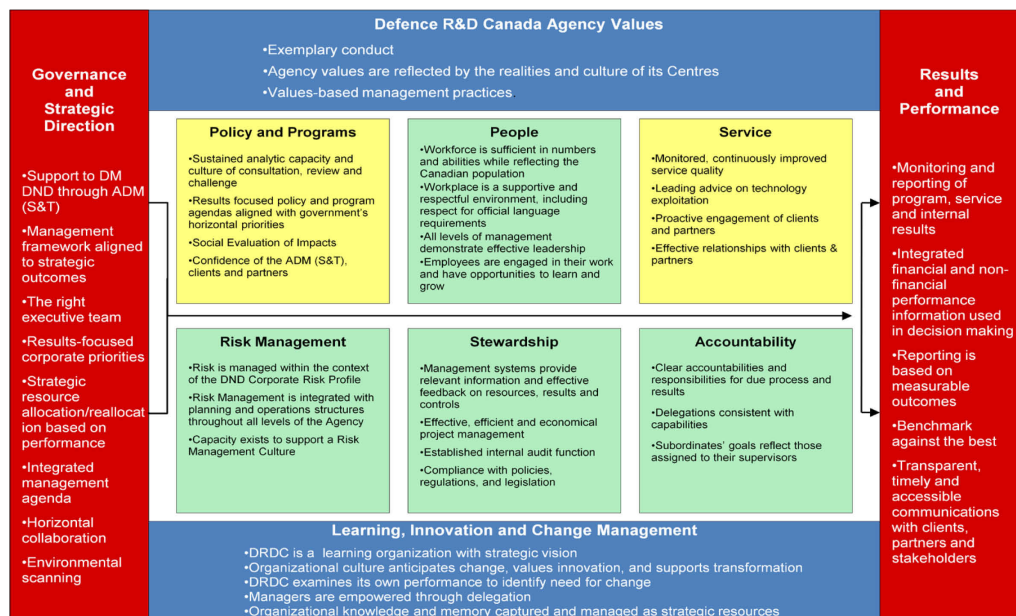 Defence R&D Canada Agency Values
•Exemplary conduct
•Agency values are reflected by the realities and culture of its Centres
•Values-based management practices.
Governance
and
Strategic
Direction
•Support to DM
DND through ADM
(S&T)
•Management
framework aligned
to strategic
outcomes
•The right
executive team
•Results-focused
corporate priorities
•Strategic
resource
allocation/reallocat
ion based on
performance
•Integrated
management
agenda
•Horizontal
collaboration
•Environmental
scanning
Policy and Programs
•Sustained analytic capacity and
culture of consultation, review and
challenge
•Results focused policy and program
agendas aligned with government's
horizontal priorities
•Social Evaluation of Impacts
•Confidence of the ADM (S&T),
clients and partners
People
•Workforce is sufficient in numbers
and abilities while reflecting the
Canadian population
•Workplace is a supportive and
respectful environment, including
respect for official language
requirements
•All levels of management
demonstrate effective leadership
•Employees are engaged in their work
and have opportunities to learn and
grow
Service
•Monitored, continuously improved
service quality
•Leading advice on technology
exploitation
•Proactive engagement of clients
and partners
•Effective relationships with clients &
partners
Risk Management
•Risk is managed within the context
of the DND Corporate Risk Profile
•Risk Management is integrated with
planning and operations structures
throughout all levels of the Agency
•Capacity exists to support a Risk
Management Culture
Stewardship
•Management systems provide
relevant information and effective
feedback on resources, results and
controls
•Effective, efficient and economical
project management
•Established internal audit function
•Compliance with policies,
regulations, and legislation
Accountability
•Clear accountabilities and
responsibilities for due process and
results
•Delegations consistent with
capabilities
•Subordinates' goals reflect those
assigned to their supervisors
Results
and
Performance
•Monitoring and
reporting of
program, service
and internal
results
•Integrated
financial and non-
financial
performance
information used
in decision making
•Reporting is
based on
measurable
outcomes
•Benchmark
against the best
•Transparent,
timely and
accessible
communications
with clients,
partners and
stakeholders
Learning, Innovation and Change Management
•DRDC is a learning organization with strategic vision
•Organizational culture anticipates change, values innovation, and supports transformation
•DRDC examines its own performance to identify need for change
•Managers are empowered through delegation
•Organizational knowledge and memory captured and managed as strategic resources